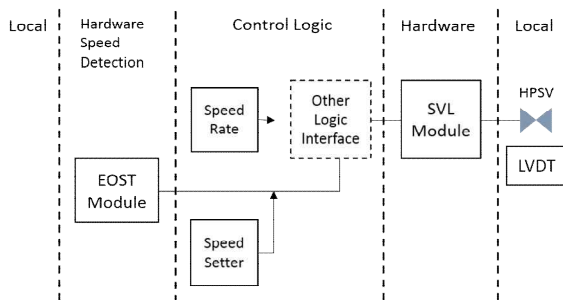 Local
Hardware
Speed
Detection
Control Logic
Hardware
Local
Speed
Rate
Other
Logic
Interface
SVL
Module
HPSV
LVDT
EOST
Module
Speed
Setter